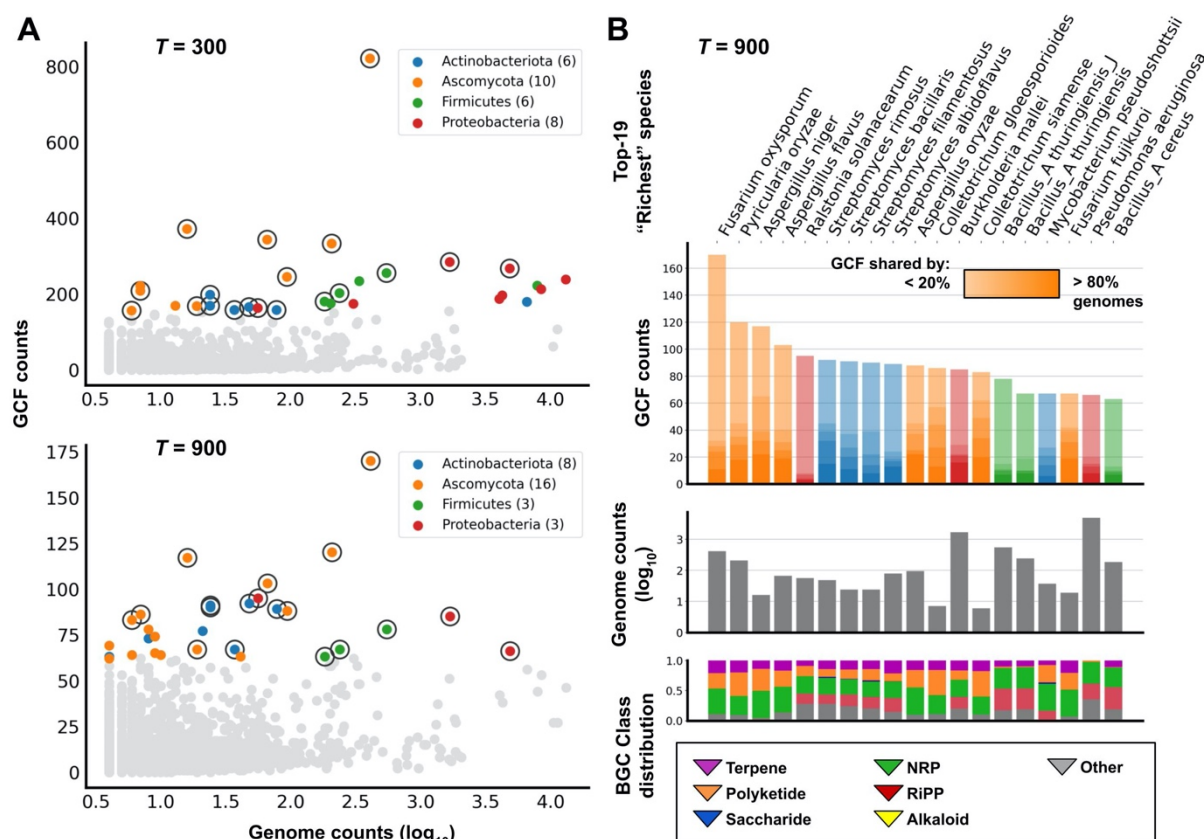 A
T = 300
Actinobacteriota (6)
Ascomycota (10)
Firmicutes (6)
Proteobacteria (8)
800
600
400
200
0
0.5 1.0 1.5 2.0 2.5 3.0 3.5 4.0
GCF counts
T = 900
Actinobacteriota (8)
Ascomycota (16)
Firmicutes (3)
Proteobacteria (3)
175
150
125
100
75
50
25
0
0.5 1.0 1.5 2.0 2.5 3.0 3.5 4.0
Genome counts (log10)
B
T = 900
Top-19
"Richest" species
Fusarium oxysporum
Pyricularia oryzae
Aspergillus niger
Aspergillus flavus
Ralstonia solanacearum
Streptomyces rimosus
Streptomyces bacillaris
Streptomyces filamentosus
Streptomyces albidoflavus
Aspergillus oryzae
Colletotrichum gloeosporioides
Burkholderia mallei
Colletotrichum siamense
Bacillus_A thuringiensis_J
Bacillus_A thuringiensis
Mycobacterium pseudoshottsii
Fusarium fujikuroi
Pseudomonas aeruginosa
Bacillus_A cereus
GCF shared by:
< 20%
> 80%
genomes
GCF counts
160
140
120
100
80
60
40
20
0
Genome counts
(log10)
3
2
1
0
BGC Class
distribution
1.0
0.5
0.0
Terpene NRP Other
Polyketide RiPP
Saccharide Alkaloid